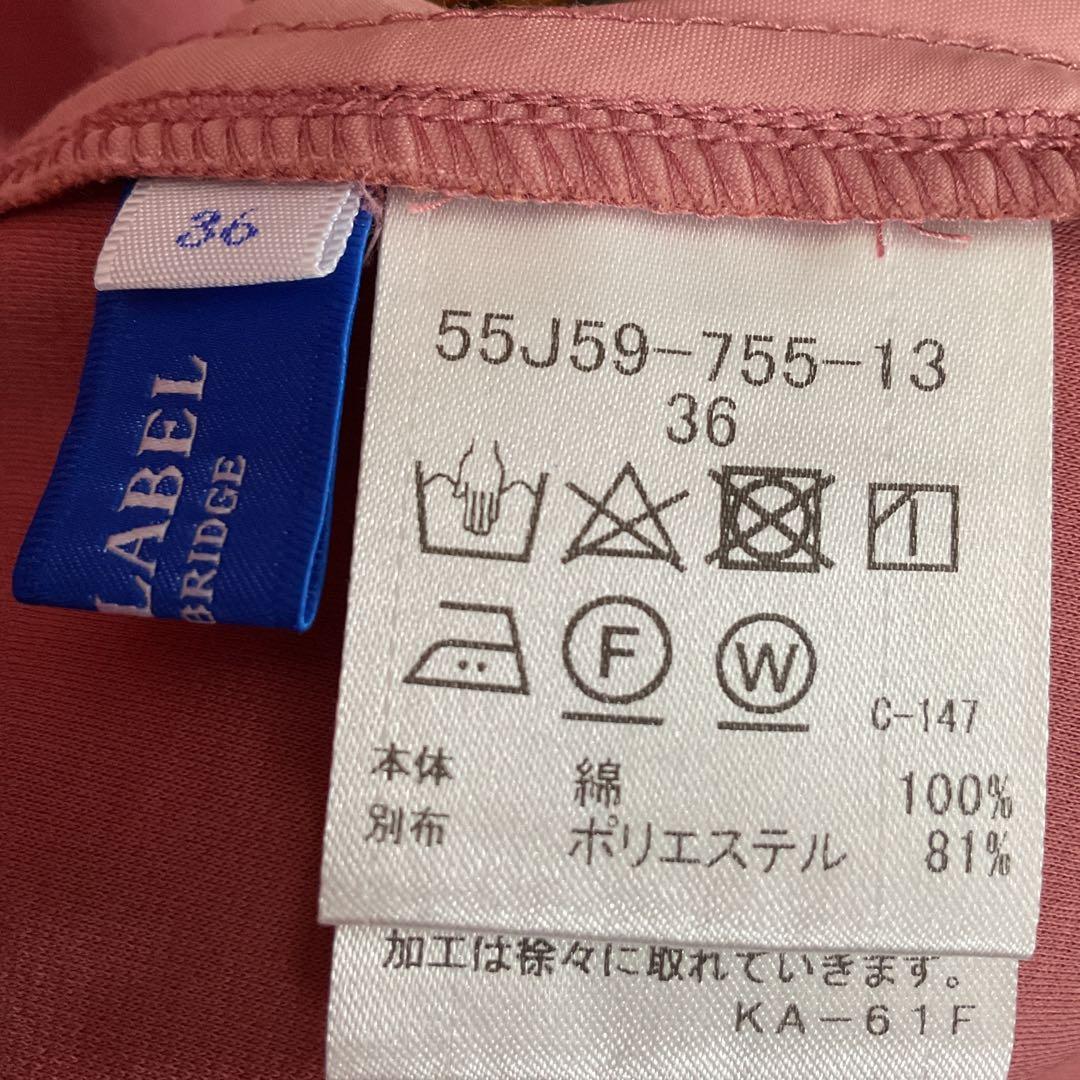 36
LABEL
BRIDGE
55J59-755-13
36
F
W
C-147
本体 綿 100%
別布 ポリエステル 81%
加工は徐々に取れていきます。
KA-61F